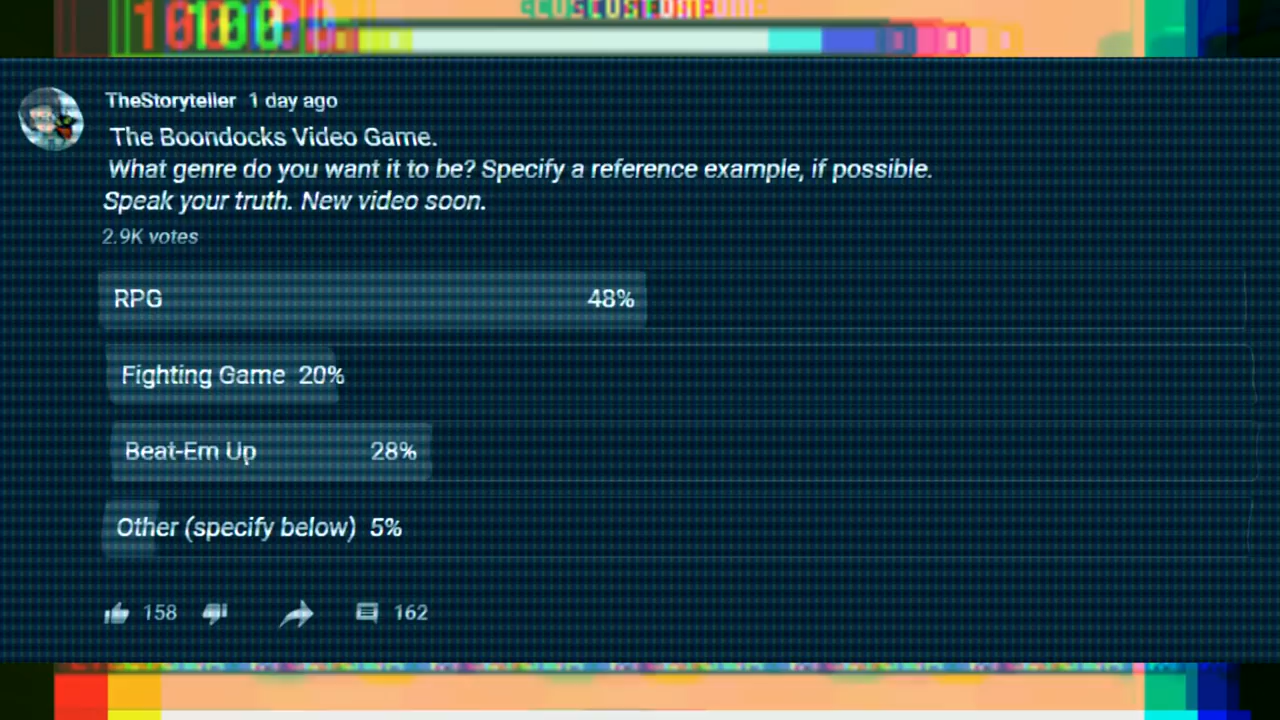 TheStoryteller 1 day ago
The Boondocks Video Game.
What genre do you want it to be? Specify a reference example, if possible.
Speak your truth. New video soon.
2.9K votes
RPG 48%
Fighting Game 20%
Beat-Em Up 28%
Other (specify below) 5%
158 162